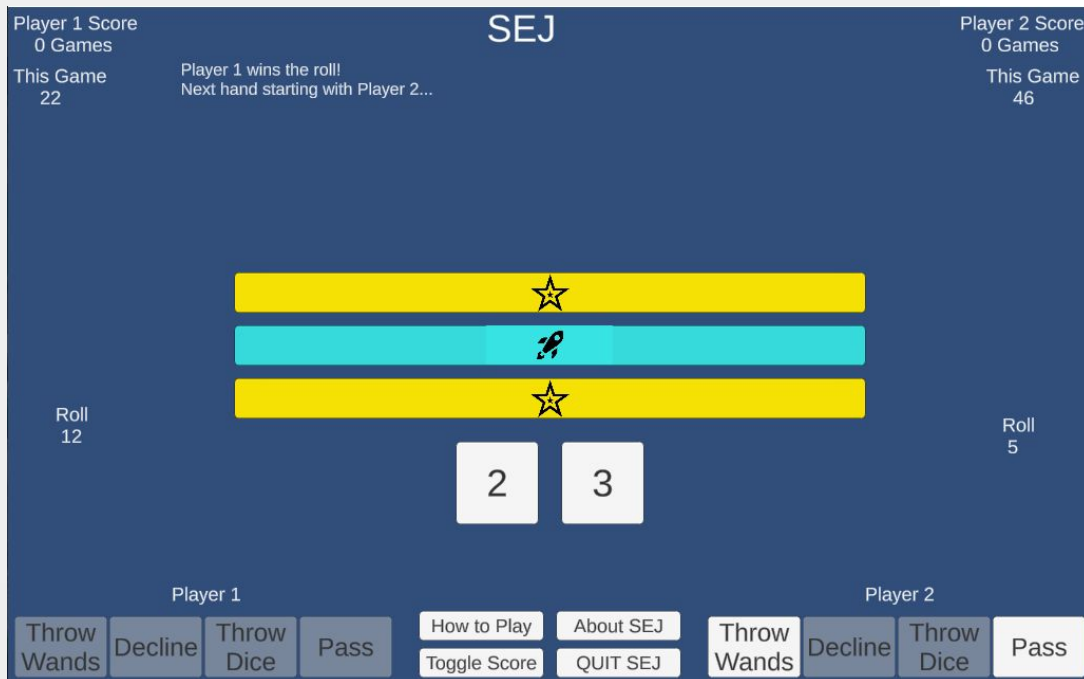 Player 1 Score
0 Games
SEJ
Player 2 Score
0 Games
This Game
22
Player 1 wins the roll!
Next hand starting with Player 2...
This Game
46
Roll
12
Roll
5
2 3
Player 1
Player 2
Throw
Wands
Decline
Throw
Dice
Pass
How to Play
About SEJ
Toggle Score
QUIT SEJ
Throw
Wands
Decline
Throw
Dice
Pass